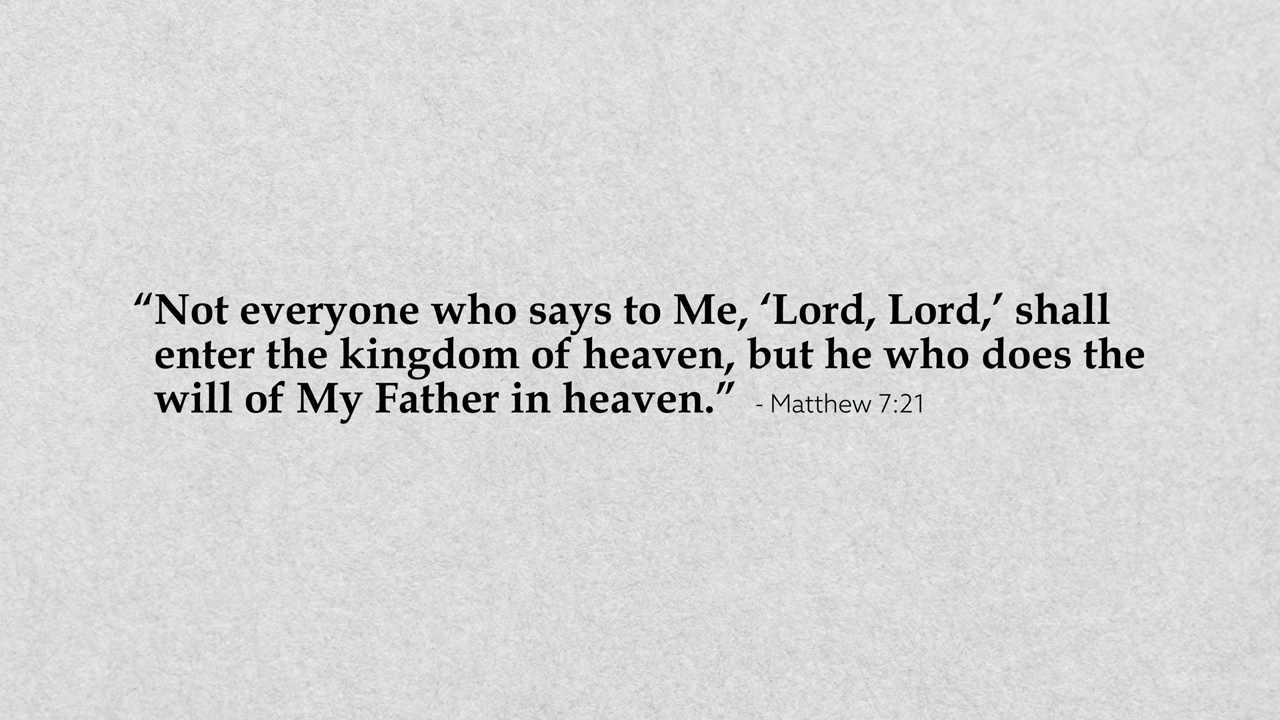 “Not everyone who says to Me, ‘Lord, Lord,’ shall
enter the kingdom of heaven, but he who does the
will of My Father in heaven.” - Matthew 7:21